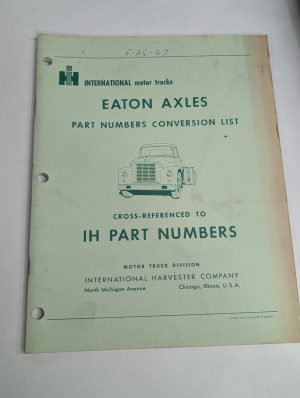 5-25-67
IH INTERNATIONAL motor trucks
EATON AXLES
PART NUMBERS CONVERSION LIST
CROSS-REFERENCED TO
IH PART NUMBERS
MOTOR TRUCK DIVISION
INTERNATIONAL HARVESTER COMPANY
North Michigan Avenue Chicago, Illinois, U.S.A.